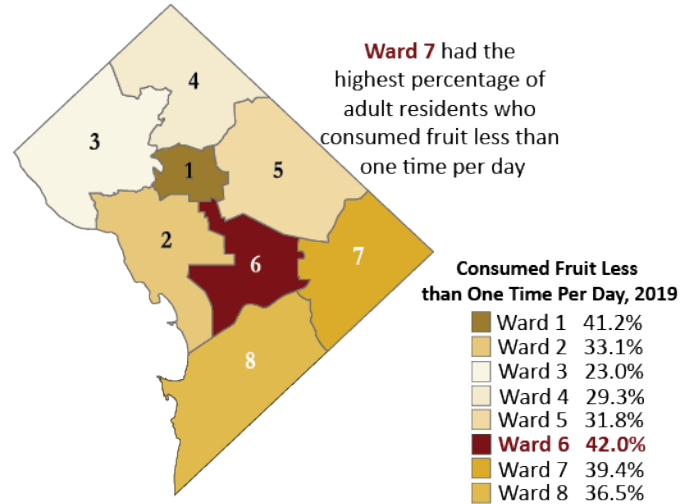 4
Ward 7 had the
highest percentage of
adult residents who
consumed fruit less than
one time per day
3
1
5
2
6
7
8
Consumed Fruit Less
than One Time Per Day, 2019
Ward 1 41.2%
Ward 2 33.1%
Ward 3 23.0%
Ward 4 29.3%
Ward 5 31.8%
Ward 6 42.0%
Ward 7 39.4%
Ward 8 36.5%